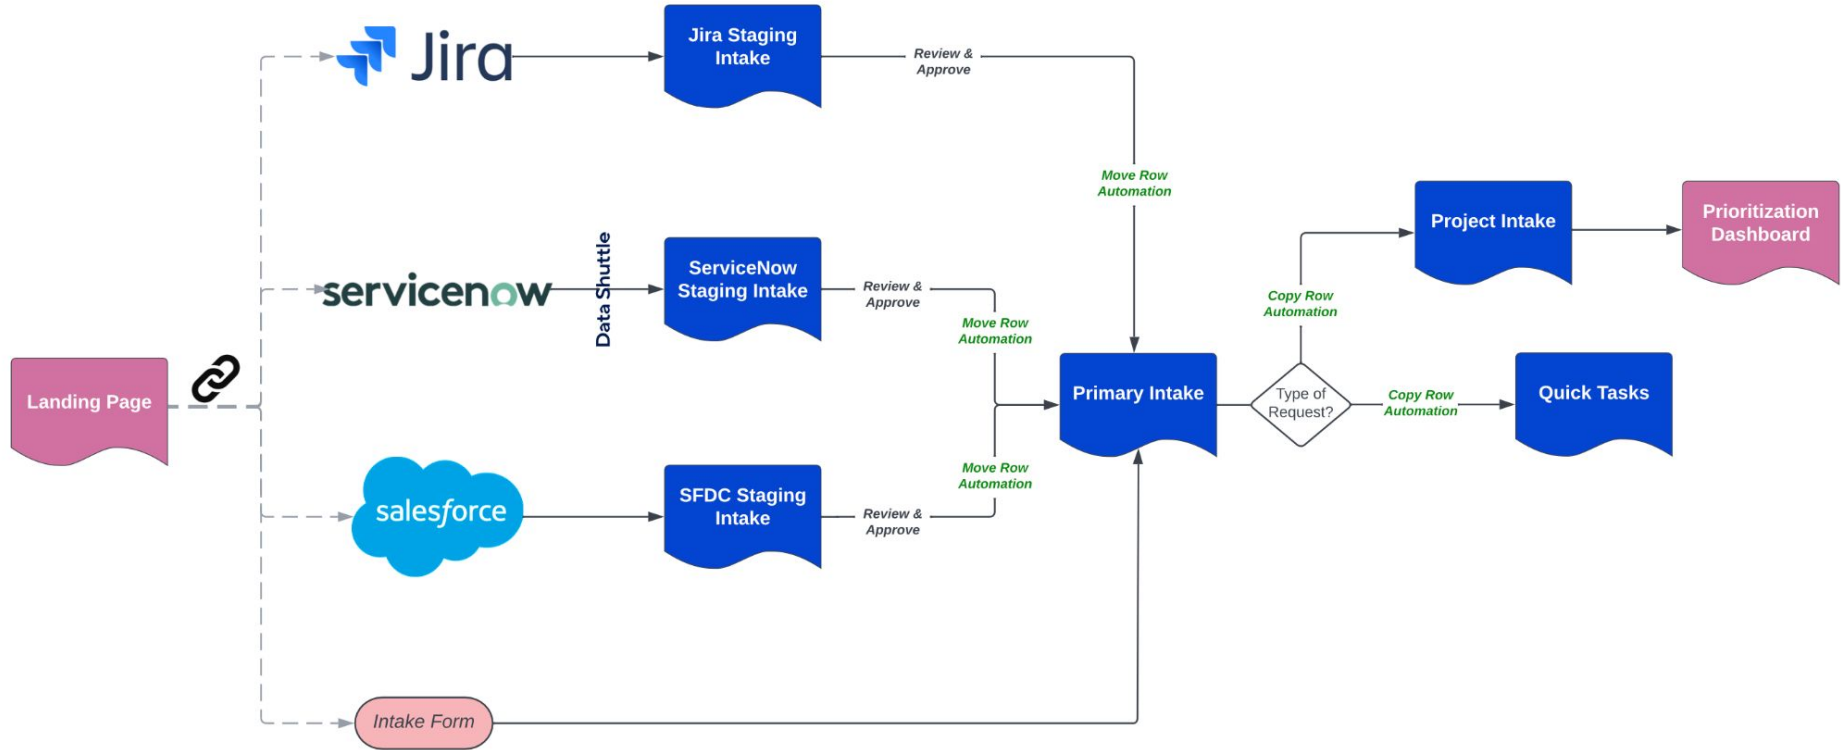 Jira
Jira Staging
Intake
Review &
Approve
Move Row
Automation
servicenow
Data Shuttle
ServiceNow
Staging Intake
Review &
Approve
Move Row
Automation
Landing Page
salesforce
SFDC Staging
Intake
Review &
Approve
Move Row
Automation
Intake Form
Primary Intake
Type of
Request?
Copy Row
Automation
Project Intake
Prioritization
Dashboard
Copy Row
Automation
Quick Tasks